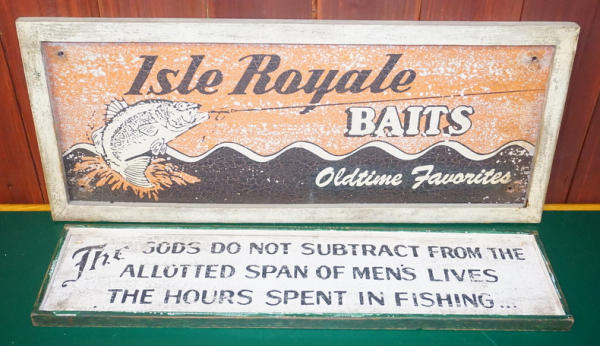 Isle Royale
BAITS
Oldtime Favorites
The GODS DO NOT SUBTRACT FROM THE
ALLOTTED SPAN OF MEN'S LIVES
THE HOURS SPENT IN FISHING...